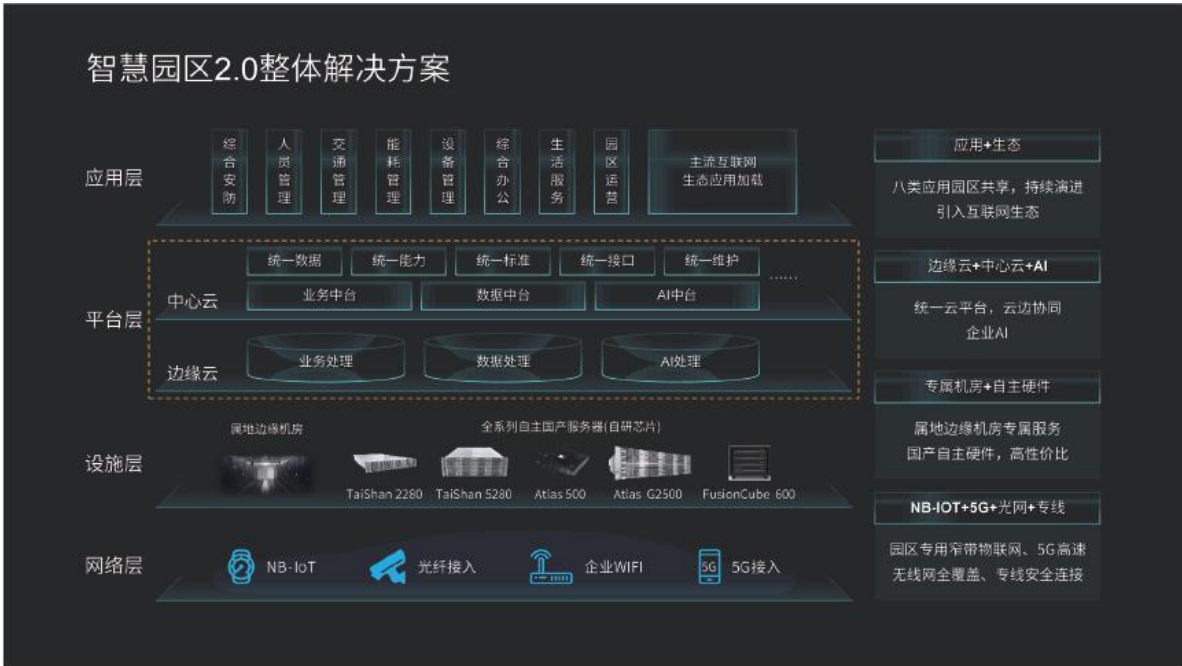 智慧园区2.0整体解决方案
应用层
综合安防
人员管理
交通管理
能耗管理
设备管理
综合办公
生活服务
园区运营
主流互联网
生态应用加载
应用+生态
八类应用园区共享，持续演进
引入互联网生态
平台层
中心云
统一数据
统一能力
统一标准
统一接口
统一维护
……
业务中台
数据中台
AI中台
边缘云
业务处理
数据处理
AI处理
边缘云+中心云+AI
统一云平台，云边协同
企业AI
设施层
属地边缘机房
全系列自主国产服务器(自研芯片)
TaiShan 2280
TaiShan 5280
Atlas 500
Atlas G2500
FusionCube 600
专属机房+自主硬件
属地边缘机房专属服务
国产自主硬件，高性价比
网络层
NB-IoT
光纤接入
企业WIFI
5G
5G接入
NB-IOT+5G+光网+专线
园区专用窄带物联网、5G高速
无线网全覆盖、专线安全连接